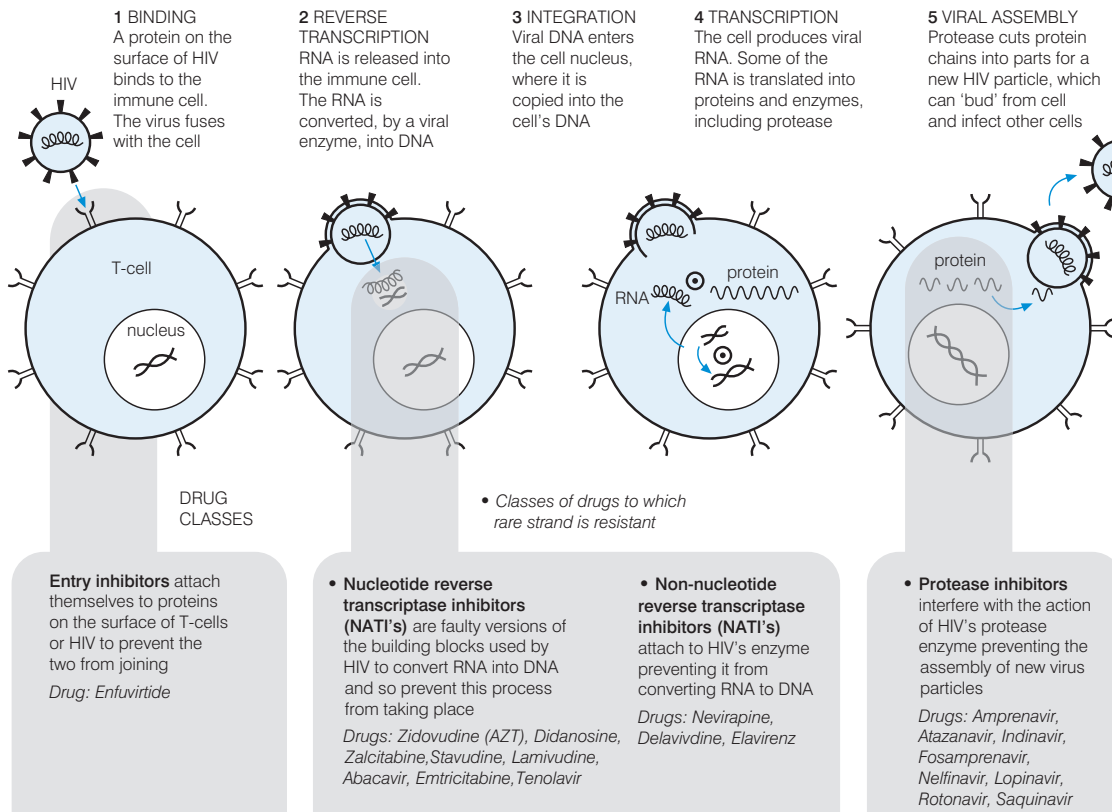 1 BINDING
A protein on the
surface of HIV
binds to the
immune cell.
The virus fuses
with the cell
2 REVERSE
TRANSCRIPTION
RNA is released into
the immune cell.
The RNA is
converted, by a viral
enzyme, into DNA
3 INTEGRATION
Viral DNA enters
the cell nucleus,
where it is
copied into the
cell's DNA
4 TRANSCRIPTION
The cell produces viral
RNA. Some of the
RNA is translated into
proteins and enzymes,
including protease
5 VIRAL ASSEMBLY
Protease cuts protein
chains into parts for a
new HIV particle, which
can ‘bud’ from cell
and infect other cells
HIV
T-cell
nucleus
RNA
protein
protein
DRUG
CLASSES
• Classes of drugs to which
rare strand is resistant
Entry inhibitors attach
themselves to proteins
on the surface of T-cells
or HIV to prevent the
two from joining
Drug: Enfuvirtide
• Nucleotide reverse
transcriptase inhibitors
(NATI’s) are faulty versions of
the building blocks used by
HIV to convert RNA into DNA
and so prevent this process
from taking place
Drugs: Zidovudine (AZT), Didanosine,
Zalcitabine,Stavudine, Lamivudine,
Abacavir, Emtricitabine,Tenolavir
• Non-nucleotide
reverse transcriptase
inhibitors (NATI’s)
attach to HIV’s enzyme
preventing it from
converting RNA to DNA
Drugs: Nevirapine,
Delavivdine, Elavirenz
• Protease inhibitors
interfere with the action
of HIV’s protease
enzyme preventing the
assembly of new virus
particles
Drugs: Amprenavir,
Atazanavir, Indinavir,
Fosamprenavir,
Nelfinavir, Lopinavir,
Rotonavir, Saquinavir